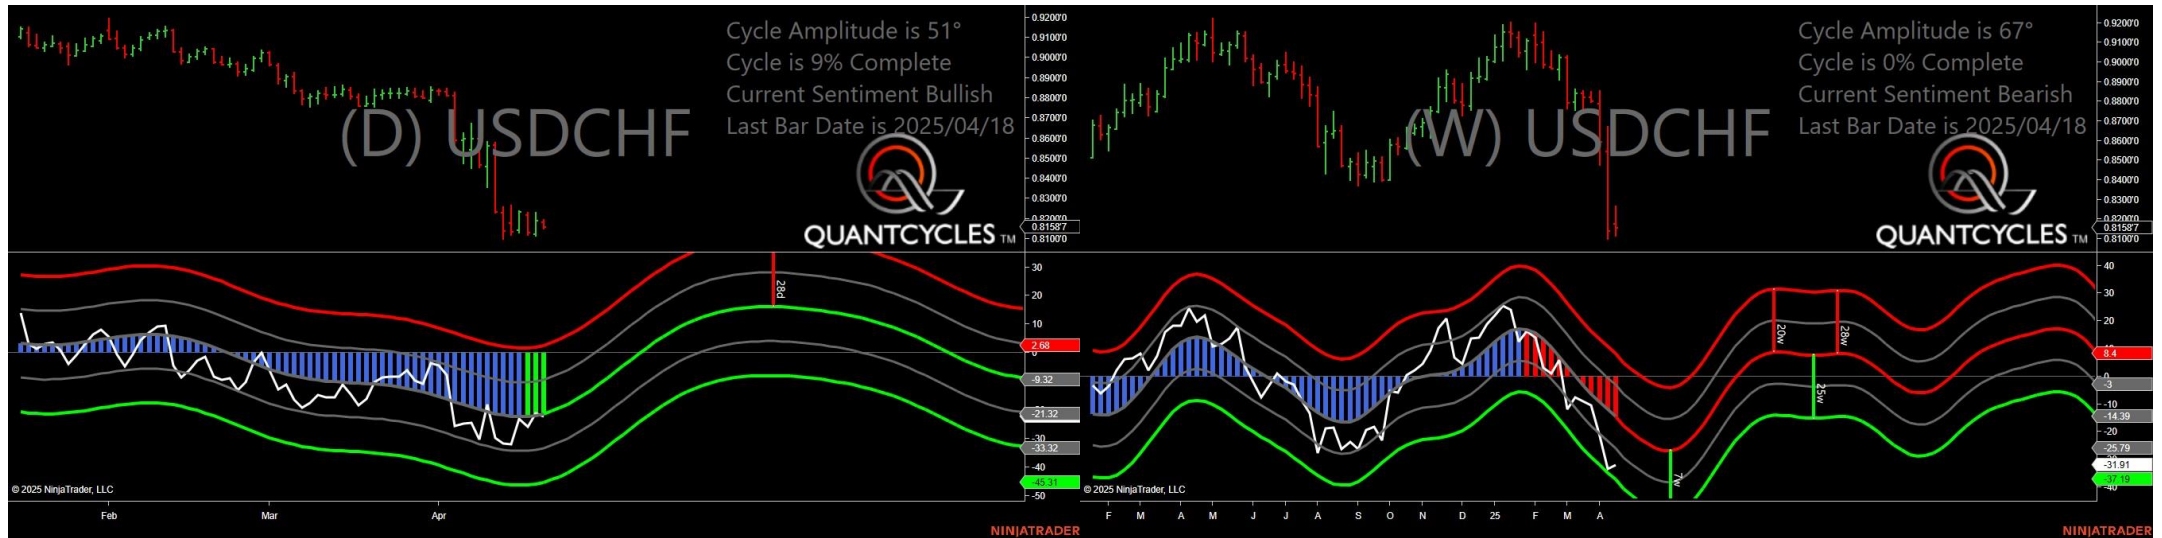 Cycle Amplitude is 51°
Cycle is 9% Complete
Current Sentiment Bullish
Last Bar Date is 2025/04/18
(D) USDCHF
QUANTCYCLES TM
0.9200'0
0.9100'0
0.9000'0
0.8900'0
0.8800'0
0.8700'0
0.8600'0
0.8500'0
0.8400'0
0.8200'0
0.8158'7
0.8100'0
28d
30
20
10
2.68
0
-9.32
-21.32
-30
-33.32
-40
-45.31
-50
© 2025 NinjaTrader, LLC
Feb
Mar
Apr
NINJATRADER
Cycle Amplitude is 67°
Cycle is 0% Complete
Current Sentiment Bearish
Last Bar Date is 2025/04/18
(W) USDCHF
QUANTCYCLES TM
0.9200'0
0.9100'0
0.9000'0
0.8900'0
0.8800'0
0.8700'0
0.8600'0
0.8500'0
0.8400'0
0.8300'0
0.8200'0
0.8158'7
0.8100'0
20w
28w
25w
7w
40
30
20
8.4
0
-3
-10
-14.39
-20
-25.79
-31.91
-37.19
-40
© 2025 NinjaTrader, LLC
F M A M J J A S O N D 25 F M A
NINJATRADER